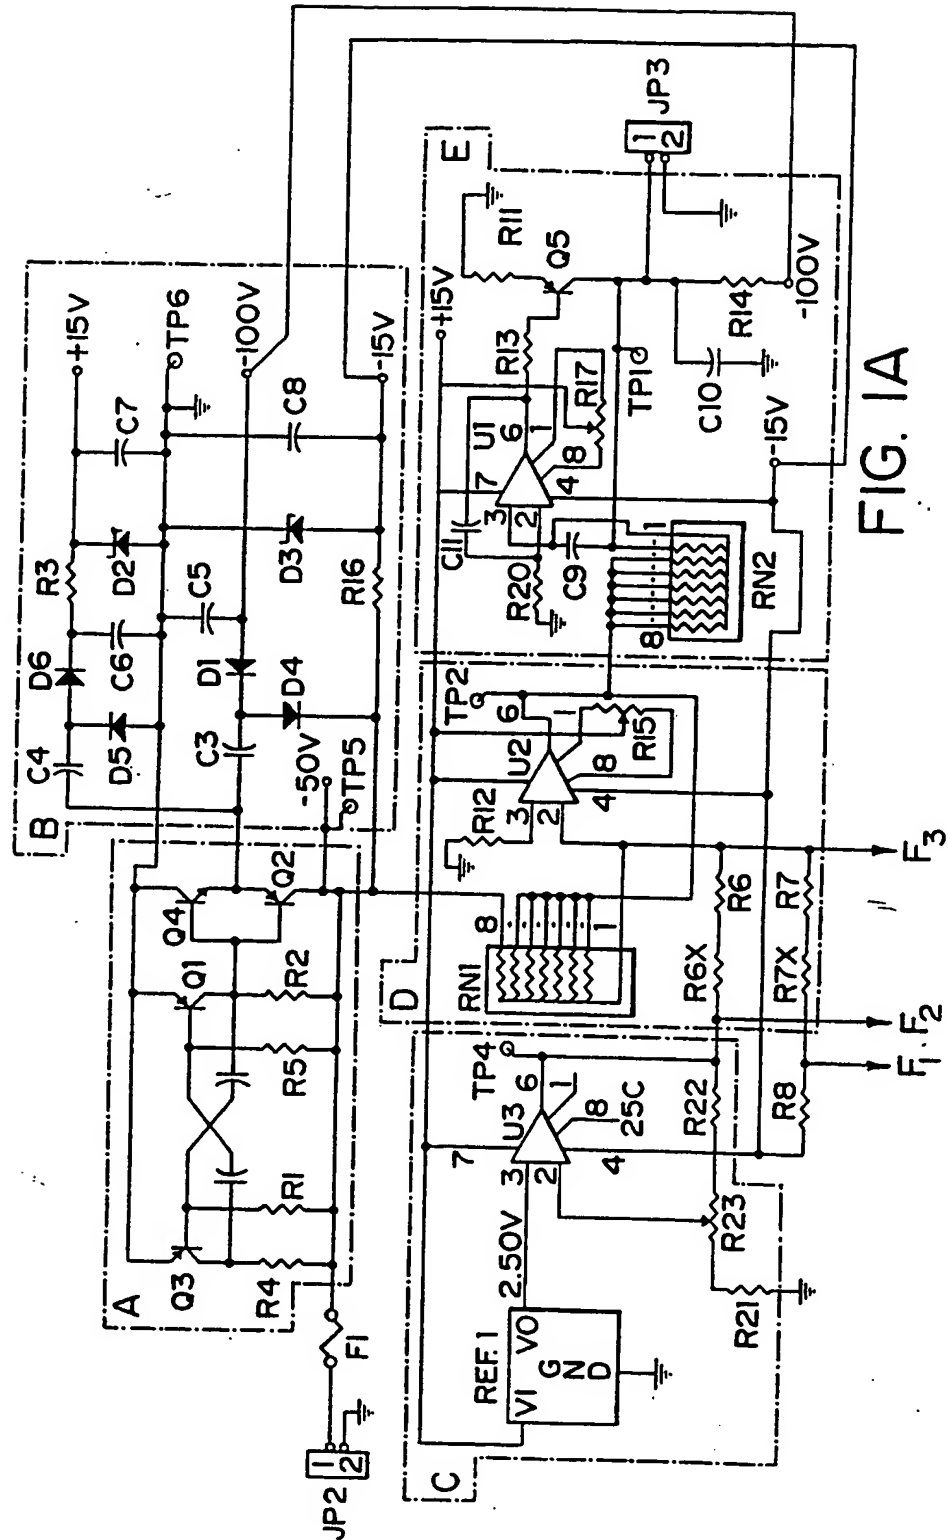 A
Q3
Q1
Q4
Q2
R4
R1
R5
R2
F1
JP2
1
2
B
C4
D6
R3
+15V
D5
C6
D2
C7
TP6
C5
C3
D1
-100V
D4
D3
C8
-50V
TP5
R16
-15V
C
REF.1
VI
VO
GND
2.50V
U3
7
3
2
6
1
8
4
25C
TP4
R22
R23
R21
R8
D
RN1
8
1
R12
U2
3
2
6
1
8
4
TP2
R15
R6X
R6
R7X
R7
F1
F2
F3
E
+15V
C11
U1
7
3
2
6
1
8
4
R20
C9
R13
R17
R11
Q5
TP1
8
1
RN2
C10
R14
-100V
-15V
JP3
1
2
FIG. 1A